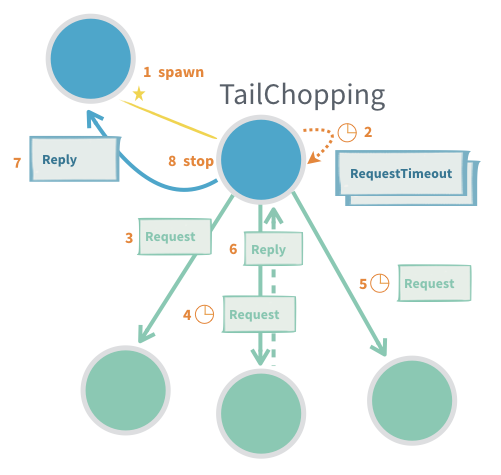 1 spawn
TailChopping
2
7 Reply
8 stop
RequestTimeout
3 Request
6 Reply
5 Request
4 Request